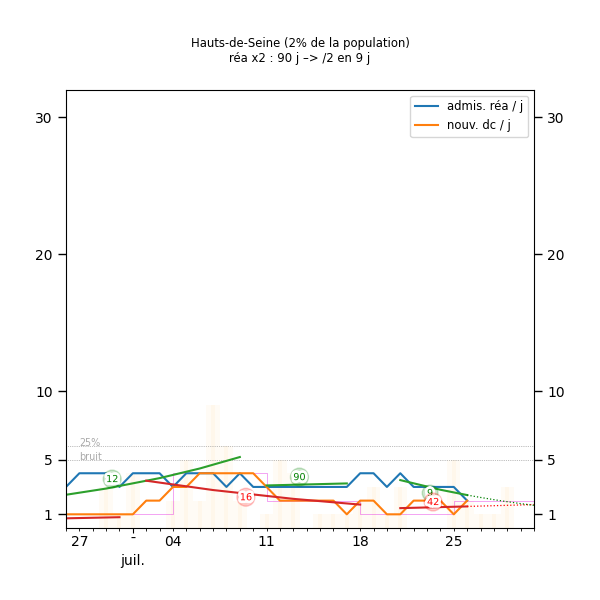 Hauts-de-Seine (2% de la population)
réa x2 : 90 j –> /2 en 9 j
admis. réa / j
nouv. dc / j
30 30
20 20
10 10
25%
bruit
5 5
12 90 9
16 42
1 1
27 - 04 11 18 25
juil.